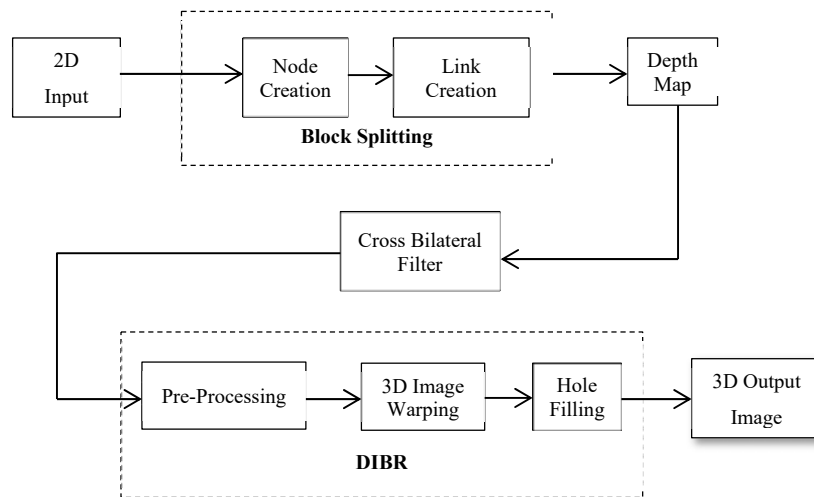 2D
Input
Node
Creation
Link
Creation
Block Splitting
Depth
Map
Cross Bilateral
Filter
Pre-Processing
3D Image
Warping
Hole
Filling
DIBR
3D Output
Image